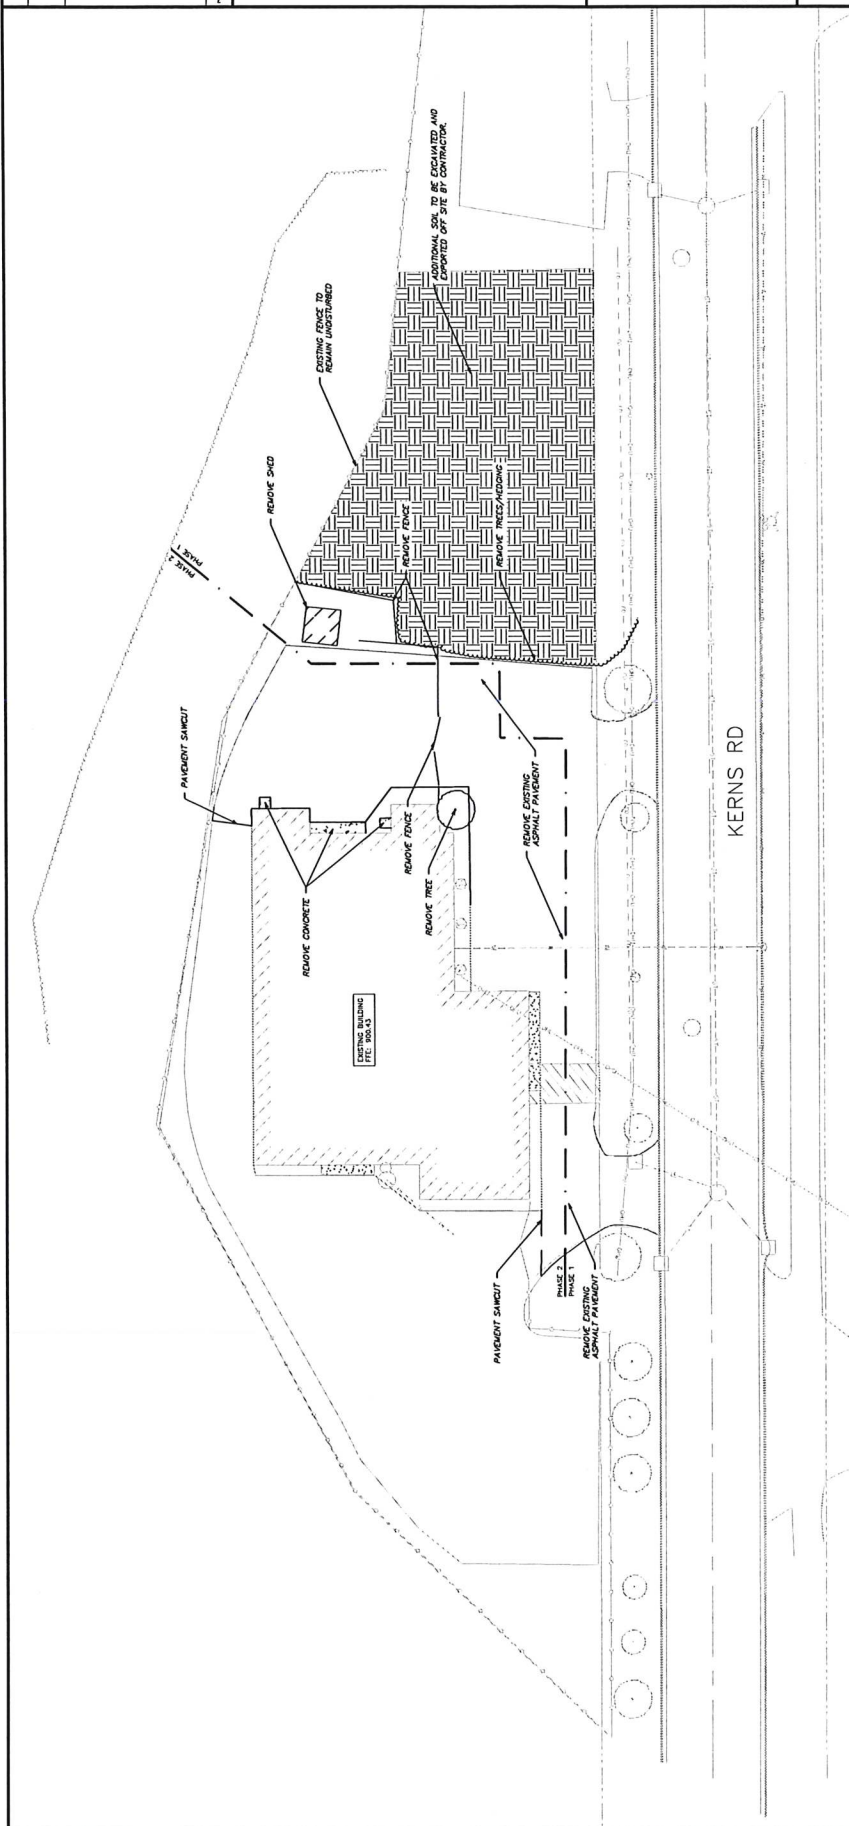 ADDITIONAL SOIL TO BE EXCAVATED AND
EXPORTED OFF SITE BY CONTRACTOR.
EXISTING FENCE TO
REMAIN UNDISTURBED
REMOVE SHED
REMOVE FENCE
REMOVE TREES/HEDGING
PHASE 1
PHASE 2
PAVEMENT SAWCUT
REMOVE CONCRETE
REMOVE FENCE
REMOVE TREE
REMOVE EXISTING
ASPHALT PAVEMENT
KERNS RD
EXISTING BUILDING
FFE: 900.43
PAVEMENT SAWCUT
PHASE 2
PHASE 1
REMOVE EXISTING
ASPHALT PAVEMENT